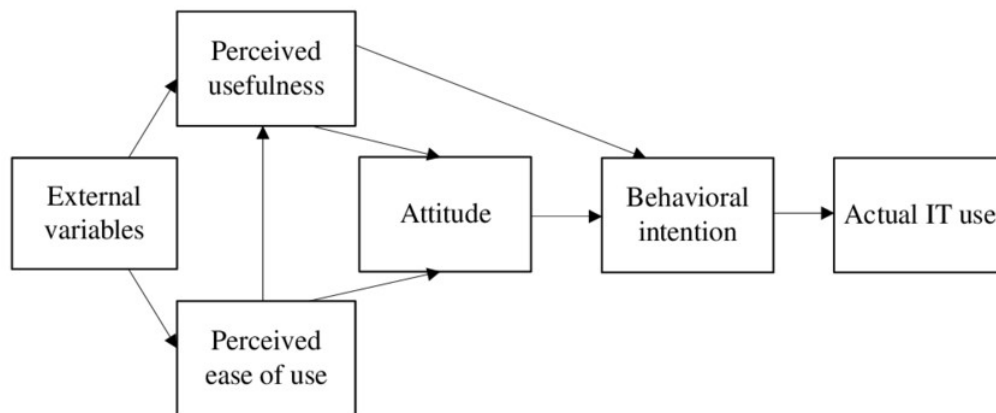 Perceived
usefulness
External
variables
Attitude
Behavioral
intention
Actual IT use
Perceived
ease of use